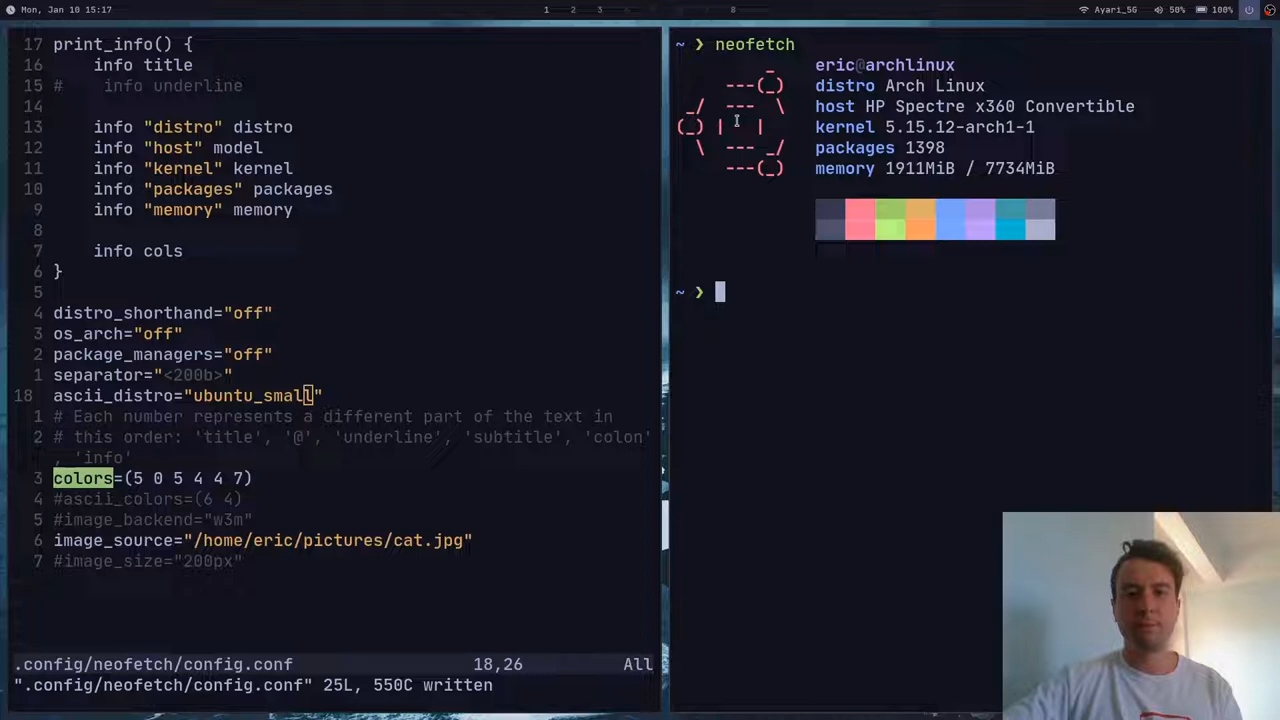 Mon, Jan 10 15:17
1 2 3 8
Ayari_5G 50% 100%
17 print_info() {
16 info title
15 # info underline
14
13 info "distro" distro
12 info "host" model
11 info "kernel" kernel
10 info "packages" packages
9 info "memory" memory
8
7 info cols
6 }
5
4 distro_shorthand="off"
3 os_arch="off"
2 package_managers="off"
1 separator="<200b>"
18 ascii_distro="ubuntu_small"
1 # Each number represents a different part of the text in
2 # this order: 'title', '@', 'underline', 'subtitle', 'colon'
, 'info'
3 colors=(5 0 5 4 4 7)
4 #ascii_colors=(6 4)
5 #image_backend="w3m"
6 image_source="/home/eric/pictures/cat.jpg"
7 #image_size="200px"
.config/neofetch/config.conf 18,26 All
".config/neofetch/config.conf" 25L, 550C written
~ ❯ neofetch
         _
     ---(_)
 _/  ---  \
(_) |   |
  \  --- _/
     ---(_)
eric@archlinux
distro Arch Linux
host HP Spectre x360 Convertible
kernel 5.15.12-arch1-1
packages 1398
memory 1911MiB / 7734MiB
~ ❯